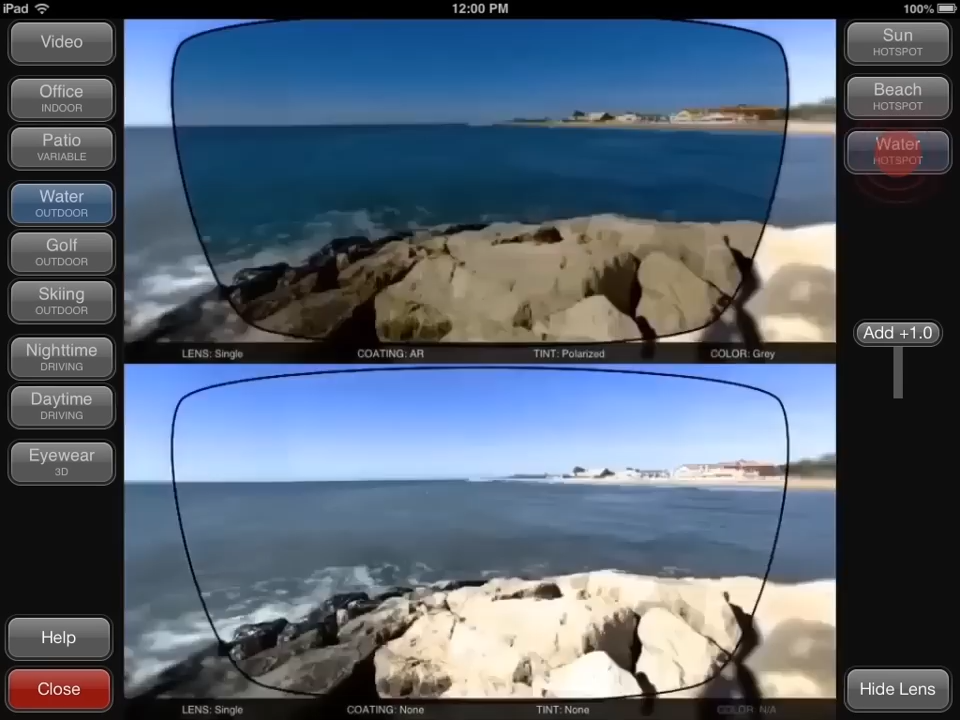 iPad
12:00 PM
100%
Video
Office
INDOOR
Patio
VARIABLE
Water
OUTDOOR
Golf
OUTDOOR
Skiing
OUTDOOR
Nighttime
DRIVING
Daytime
DRIVING
Eyewear
3D
Help
Close
LENS: Single
COATING: AR
TINT: Polarized
COLOR: Grey
LENS: Single
COATING: None
TINT: None
COLOR: N/A
Sun
HOTSPOT
Beach
HOTSPOT
Water
HOTSPOT
Add +1.0
Hide Lens